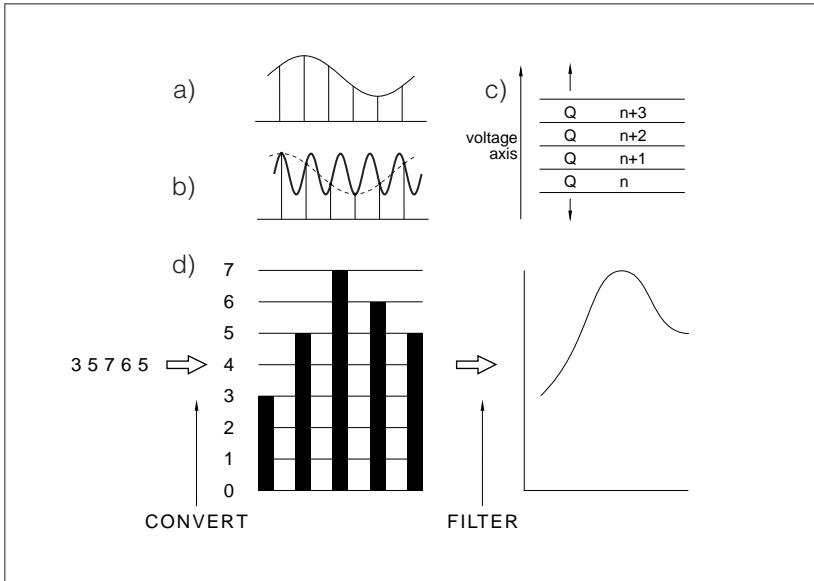 a)
b)
c)
voltage
axis
Q n+3
Q n+2
Q n+1
Q n
d)
7
6
5
4
3
2
1
0
3 5 7 6 5
CONVERT
FILTER